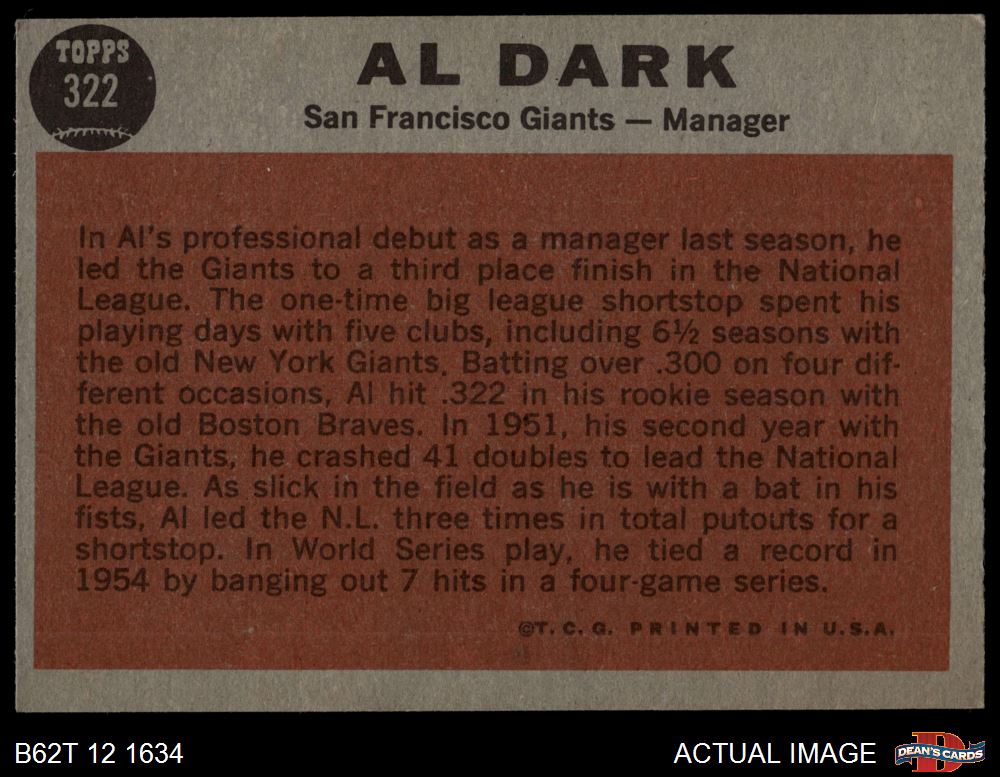 TOPPS
322
AL DARK
San Francisco Giants — Manager
In Al's professional debut as a manager last season, he
led the Giants to a third place finish in the National
League. The one-time big league shortstop spent his
playing days with five clubs, including 6½ seasons with
the old New York Giants. Batting over .300 on four dif-
ferent occasions, Al hit .322 in his rookie season with
the old Boston Braves. In 1951, his second year with
the Giants, he crashed 41 doubles to lead the National
League. As slick in the field as he is with a bat in his
fists, Al led the N.L. three times in total putouts for a
shortstop. In World Series play, he tied a record in
1954 by banging out 7 hits in a four-game series.
©T. C. G. PRINTED IN U.S.A.
B62T 12 1634
ACTUAL IMAGE
D
DEAN'S CARDS